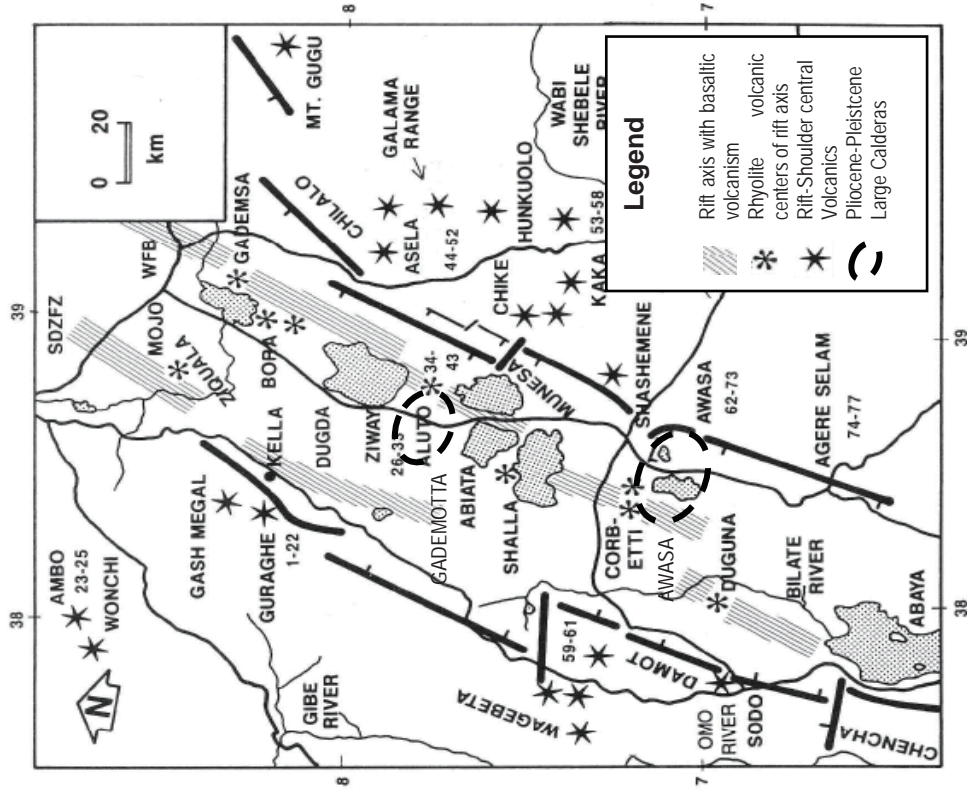 8
7
SDZFZ
39
38
MOJO
WFB
ZIQUALA
GADEMSA
BORA
KELLA
DUGDA
ZIWAY
26-33
ALUTO
34-
43
GADEMOTTA
ABIATA
SHALLA
MUNESA
CHILALO
MT. GUGU
GALAMA
RANGE
ASELA
44-52
HUNKUOLO
WABI
SHEBELE
RIVER
CHIKE
KAKA
53-58
SHASHEMENE
CORB-
ETTI
AWASA
AWASA
62-73
AGERE SELAM
74-77
DUGUNA
BILATE
RIVER
ABAYA
AMBO
23-25
WONCHI
GASH MEGAL
GURAGHE
1-22
GIBE
RIVER
WAGEBETA
59-61
DAMOT
OMO
RIVER
SODO
CHENCHA
N
0 20
km
Legend
Rift axis with basaltic
volcanism
Rhyolite volcanic
centers of rift axis
Rift-Shoulder central
Volcanics
Pliocene-Pleistcene
Large Calderas
8
7
39
38